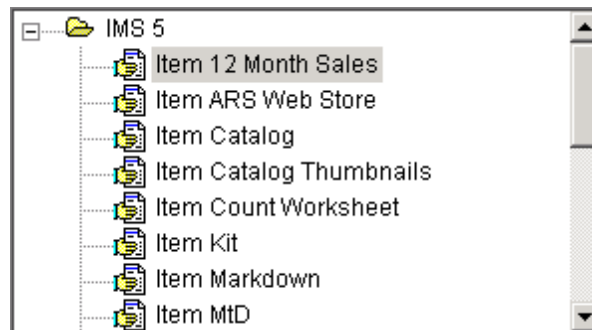 IMS 5
Item 12 Month Sales
Item ARS Web Store
Item Catalog
Item Catalog Thumbnails
Item Count Worksheet
Item Kit
Item Markdown
Item MtD